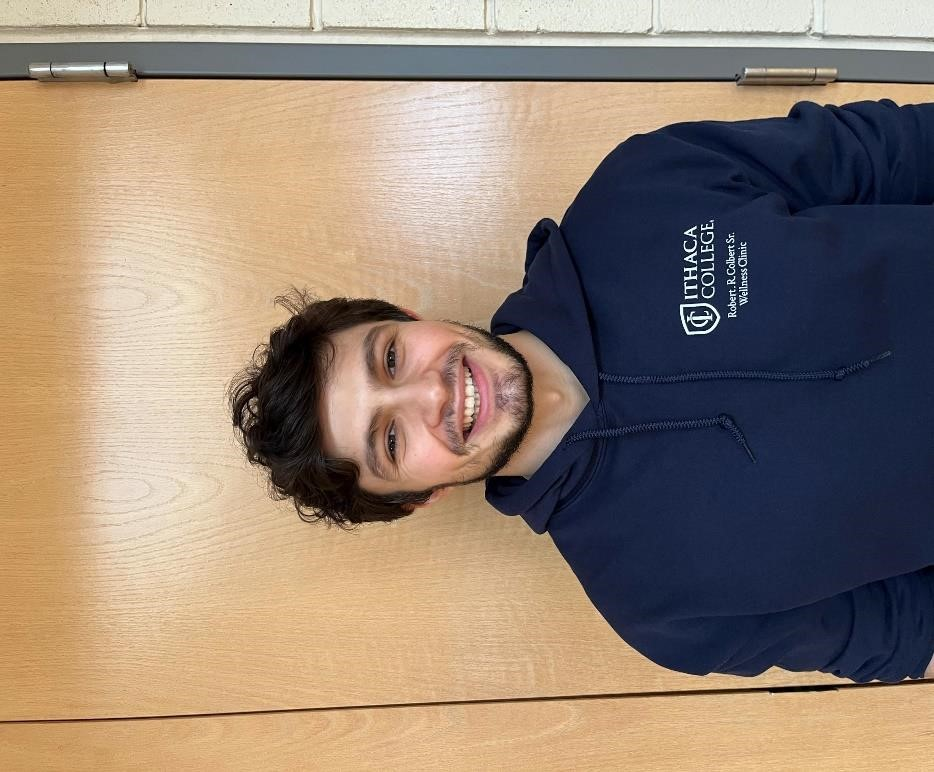 ITHACA
COLLEGE
Robert. R. Colbert Sr.
Wellness Clinic